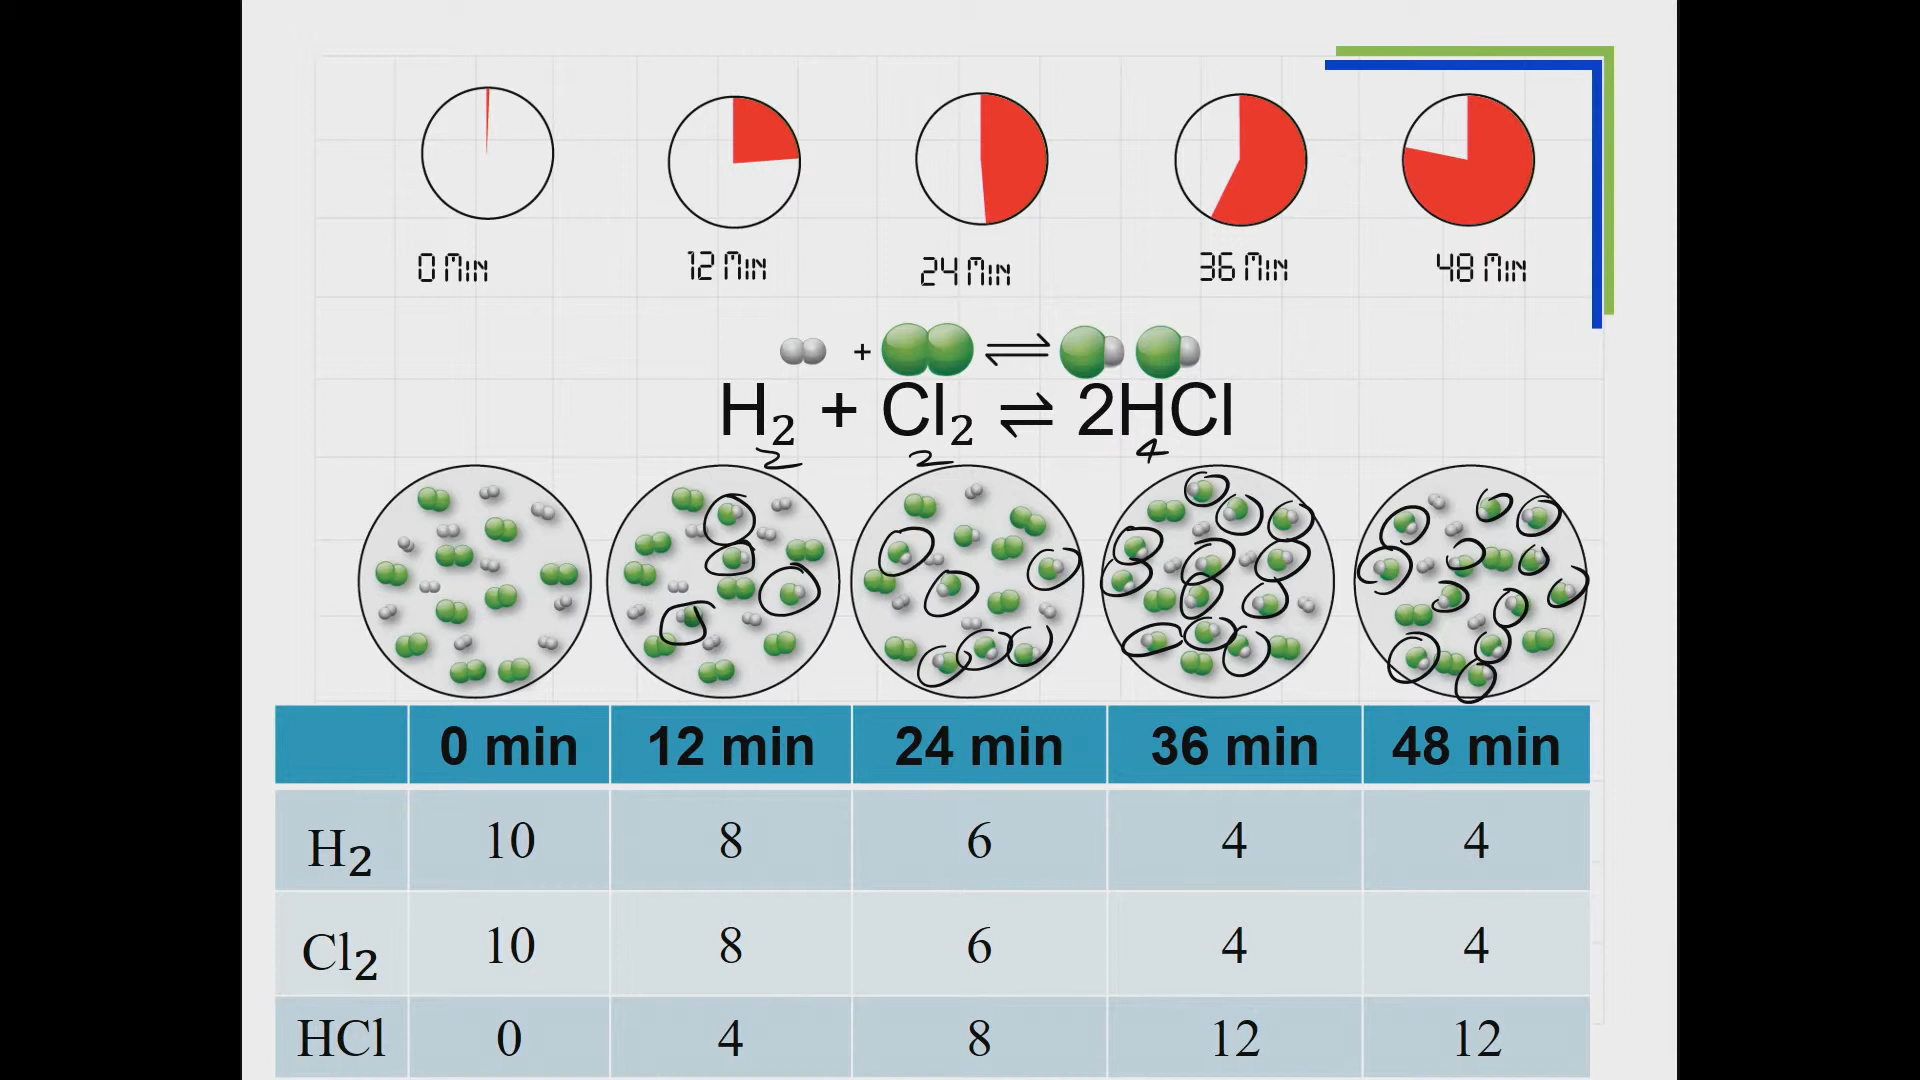 0 Min 12 Min 24 Min 36 Min 48 Min
+
H₂ + Cl₂ ⇌ 2HCl
2 2 4
0 min 12 min 24 min 36 min 48 min
H₂ 10 8 6 4 4
Cl₂ 10 8 6 4 4
HCl 0 4 8 12 12